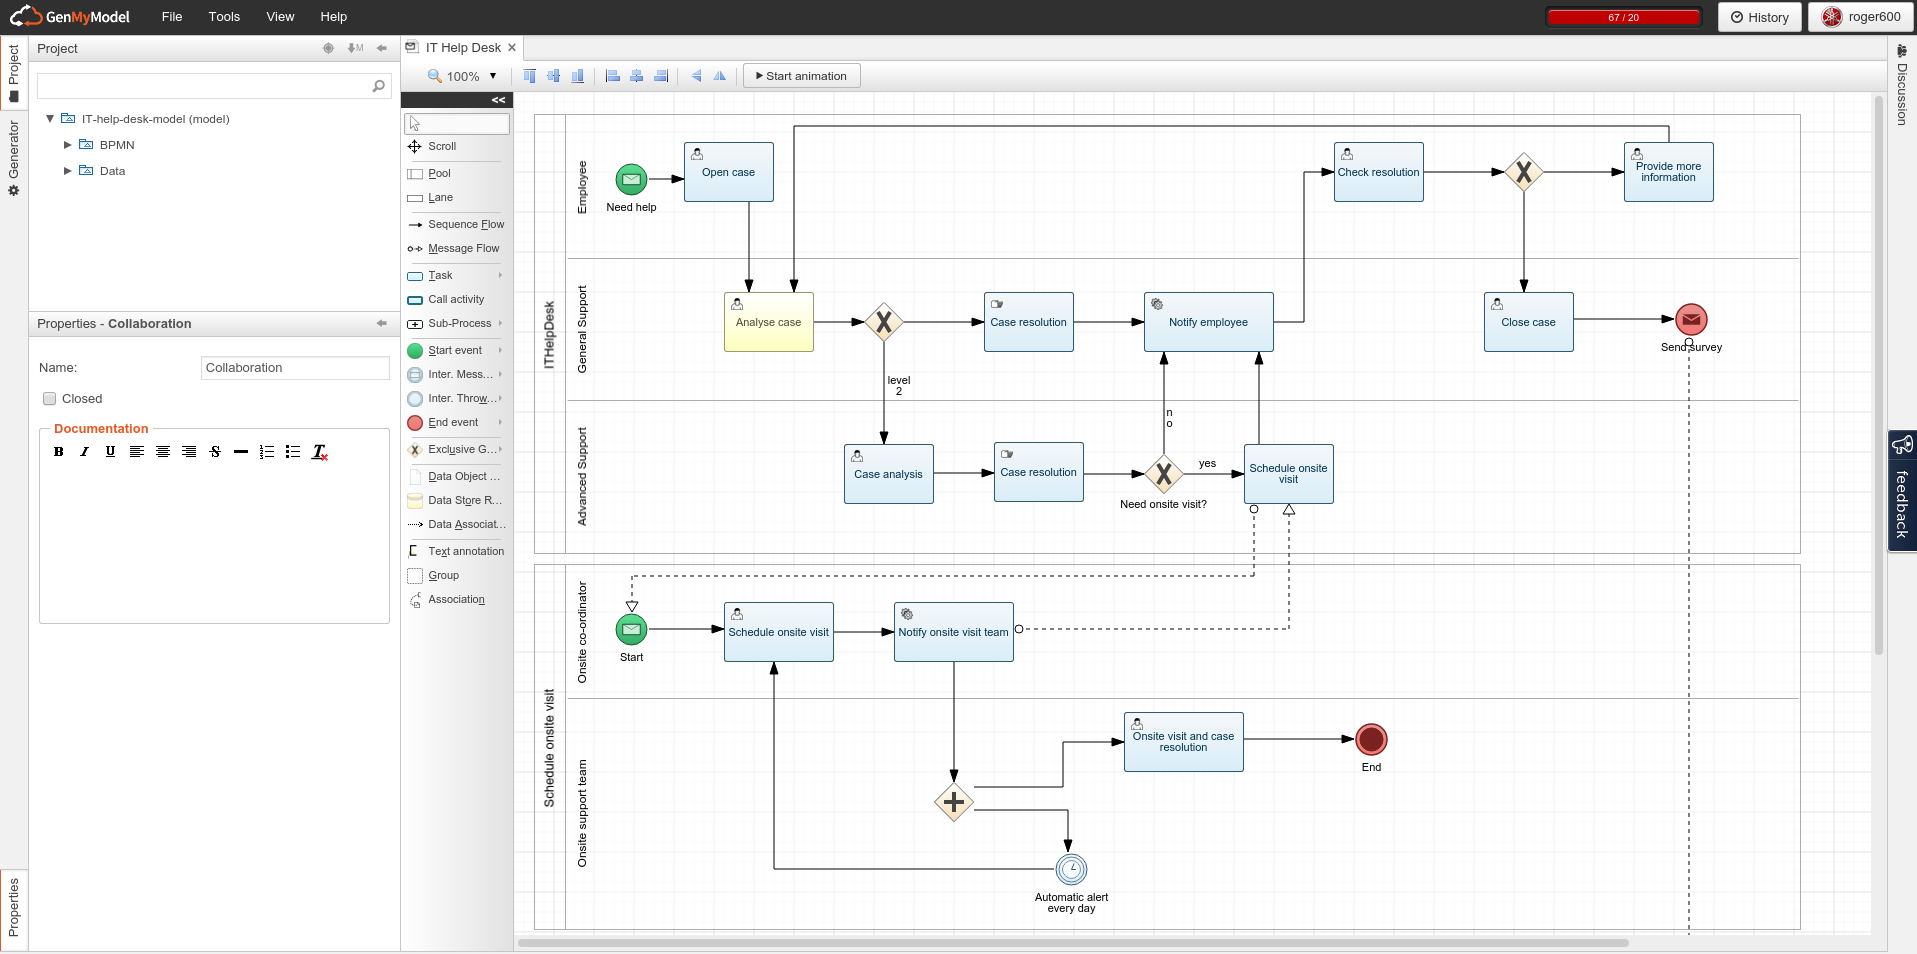 GenMyModel
File
Tools
View
Help
67 / 20
History
roger600
Project
Generator
Properties
Project
M
IT-help-desk-model (model)
BPMN
Data
Properties - Collaboration
Name:
Collaboration
Closed
Documentation
B I U S T
IT Help Desk
100%
Start animation
<<
Scroll
Pool
Lane
Sequence Flow
Message Flow
Task
Call activity
Sub-Process
Start event
Inter. Mess...
Inter. Throw...
End event
Exclusive G...
Data Object ...
Data Store R...
Data Associat...
Text annotation
Group
Association
ITHelpDesk
Employee
Need help
Open case
Check resolution
Provide more
information
General Support
Analyse case
Case resolution
Notify employee
Close case
Send survey
level
2
Advanced Support
Case analysis
Case resolution
n
o
yes
Need onsite visit?
Schedule onsite
visit
Schedule onsite visit
Onsite co-ordinator
Start
Schedule onsite visit
Notify onsite visit team
Onsite support team
Onsite visit and case
resolution
End
Automatic alert
every day
Discussion
feedback